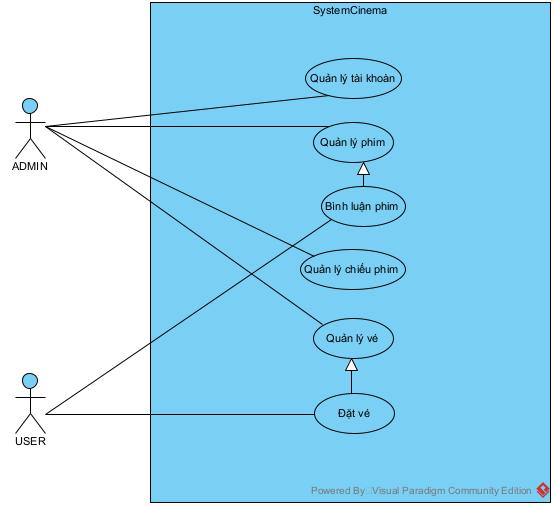 SystemCinema
Quản lý tài khoản
Quản lý phim
ADMIN
Bình luận phim
Quản lý chiếu phim
Quản lý vé
Đặt vé
USER
Powered By Visual Paradigm Community Edition